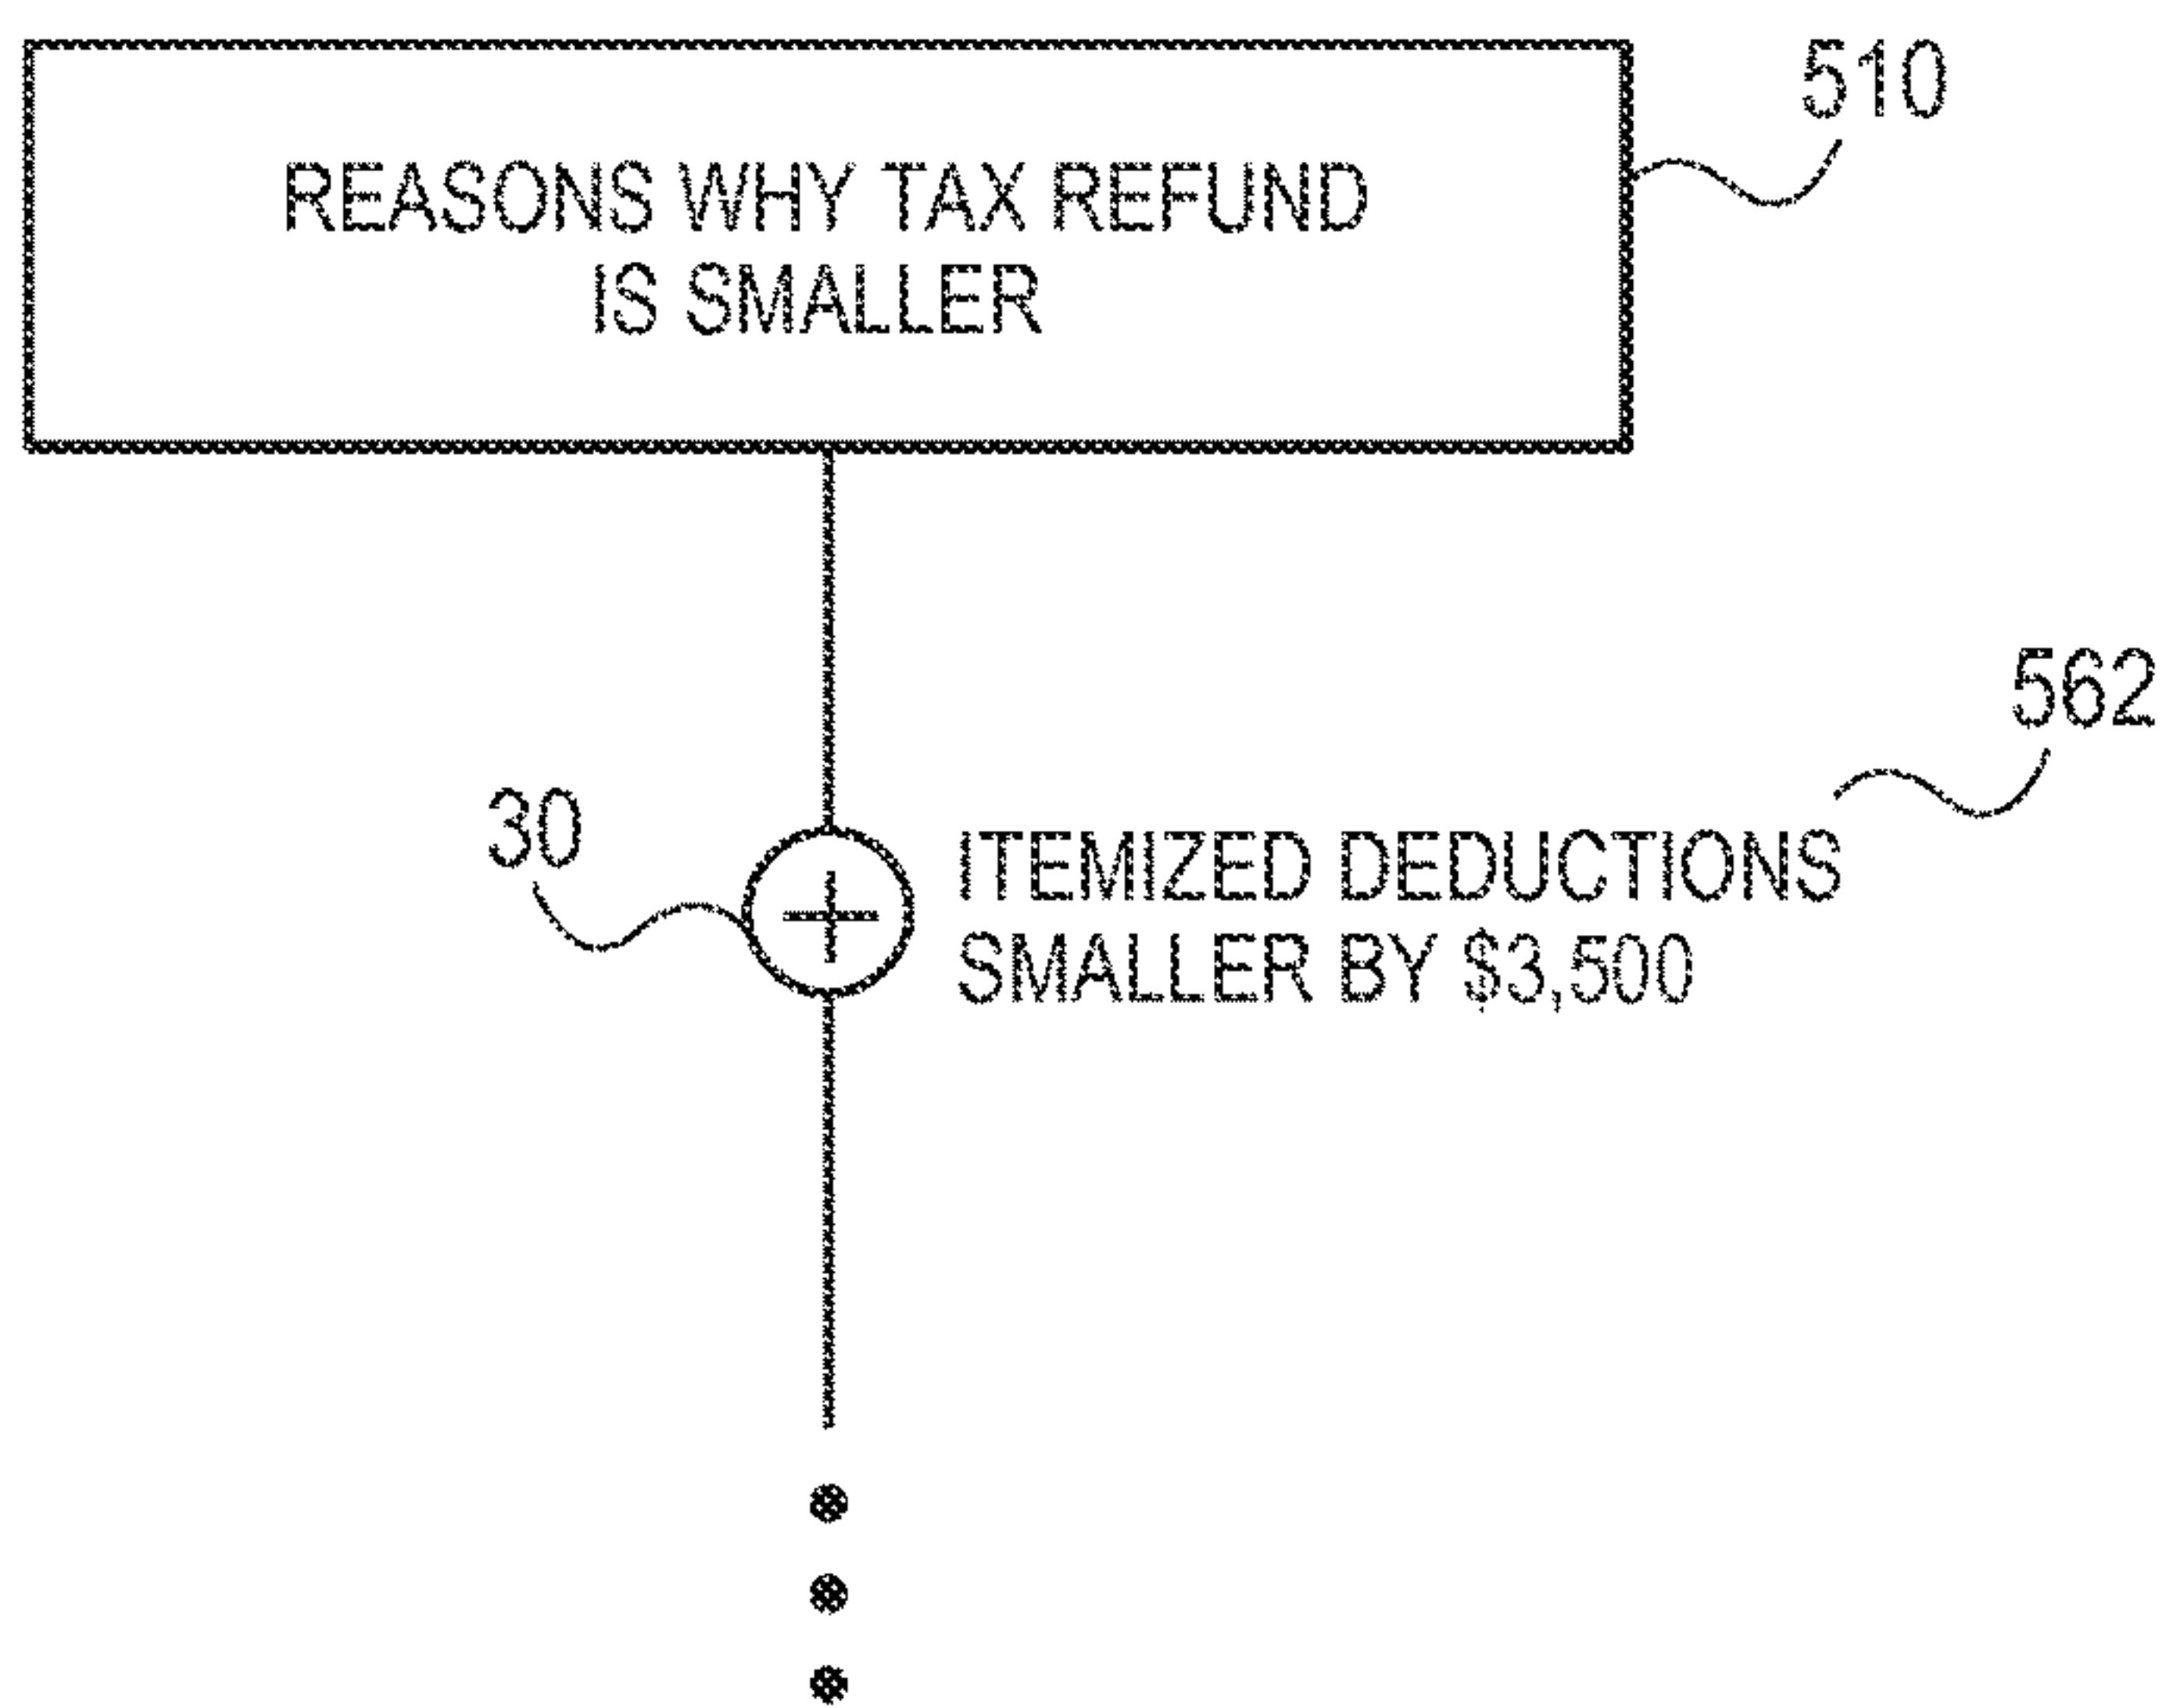 510
REASONS WHY TAX REFUND
IS SMALLER
562
30
ITEMIZED DEDUCTIONS
SMALLER BY $3,500